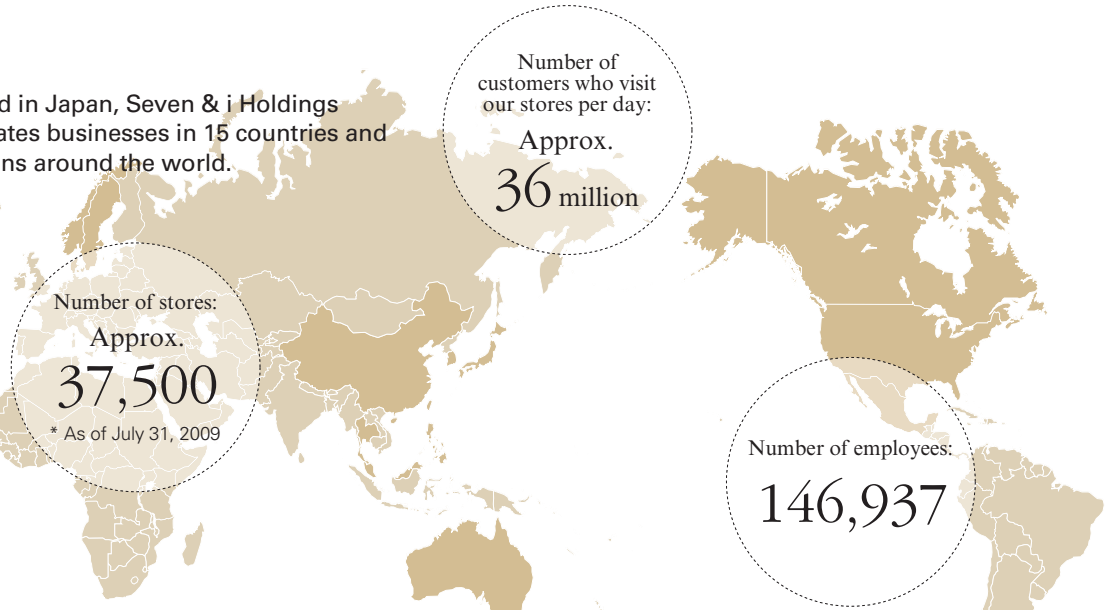 d in Japan, Seven & i Holdings
ates businesses in 15 countries and
ns around the world.
Number of
customers who visit
our stores per day:
Approx.
36 million
Number of stores:
Approx.
37,500
* As of July 31, 2009
Number of employees:
146,937